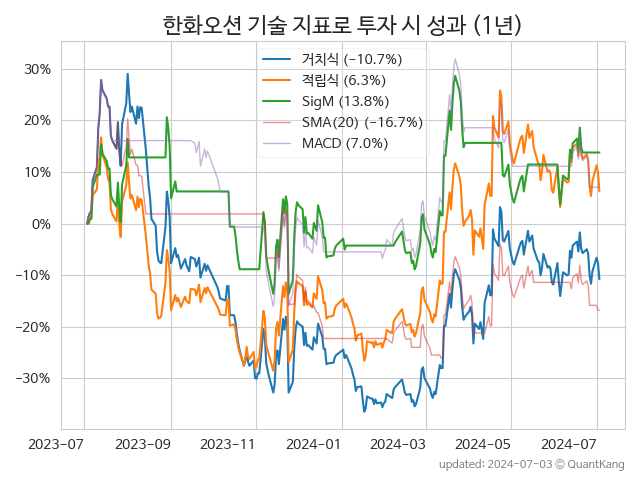 한화오션 기술 지표로 투자 시 성과 (1년)
거치식 (−10.7%)
적립식 (6.3%)
SigM (13.8%)
SMA(20) (−16.7%)
MACD (7.0%)
30%
20%
10%
0%
−10%
−20%
−30%
2023−07 2023−09 2023−11 2024−01 2024−03 2024−05 2024−07
updated: 2024-07-03 ⓒ QuantKang